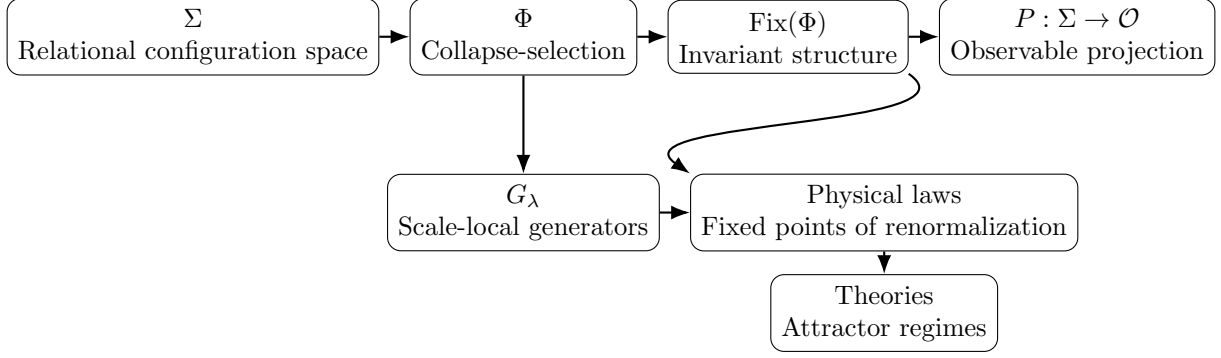 Σ
Relational configuration space
Φ
Collapse-selection
Fix(Φ)
Invariant structure
P : Σ → 𝒪
Observable projection
G_λ
Scale-local generators
Physical laws
Fixed points of renormalization
Theories
Attractor regimes